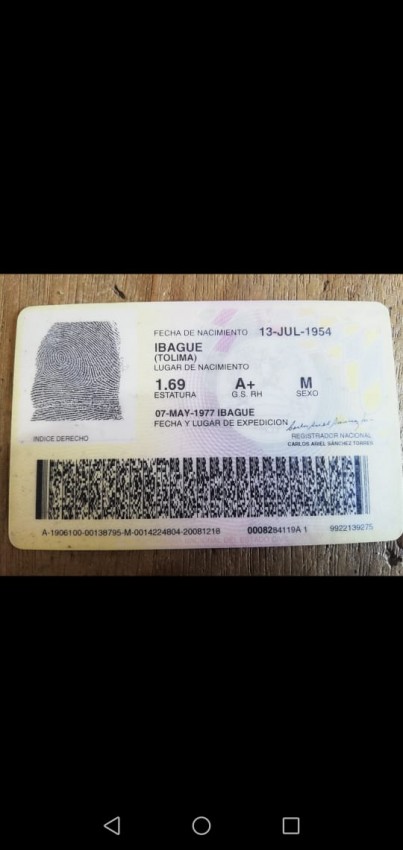 FECHA DE NACIMIENTO 13-JUL-1954
IBAGUE
(TOLIMA)
LUGAR DE NACIMIENTO
1.69 A+ M
ESTATURA G.S. RH SEXO
07-MAY-1977 IBAGUE
FECHA Y LUGAR DE EXPEDICION
INDICE DERECHO
REGISTRADOR NACIONAL
CARLOS ARIEL SÁNCHEZ TORRES
A-1906100-00138795-M-0014224804-20081218 0008284119A 1 9922139275